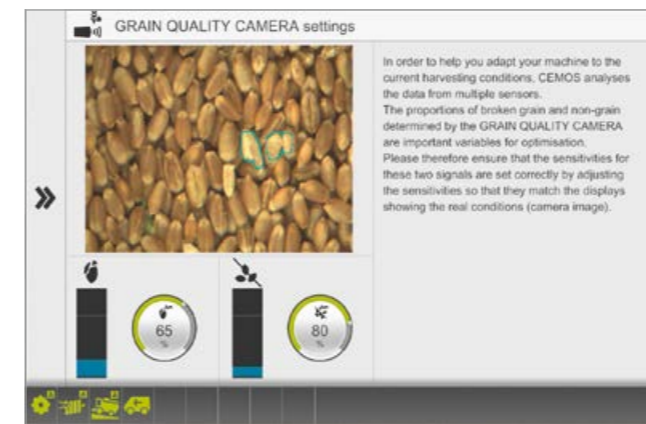 GRAIN QUALITY CAMERA settings
In order to help you adapt your machine to the
current harvesting conditions, CEMOS analyses
the data from multiple sensors.
The proportions of broken grain and non-grain
determined by the GRAIN QUALITY CAMERA
are important variables for optimisation.
Please therefore ensure that the sensitivities for
these two signals are set correctly by adjusting
the sensitivities so that they match the displays
showing the real conditions (camera image).
65
%
80
%